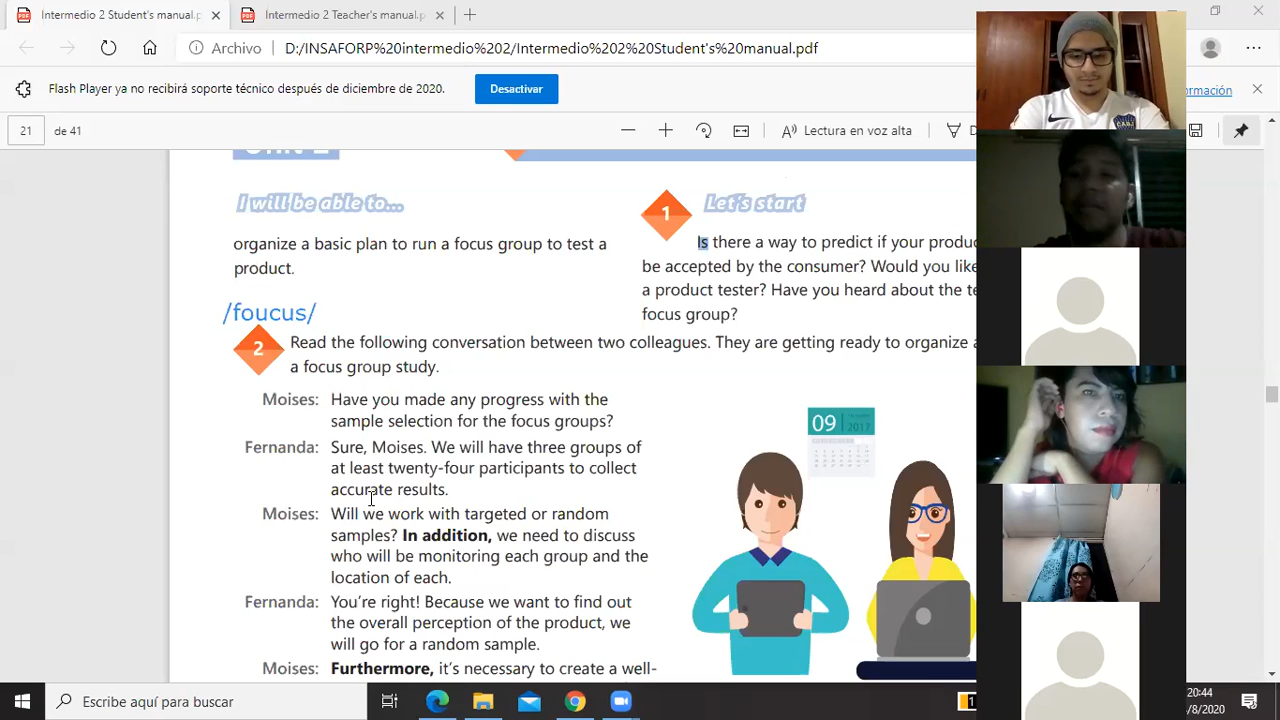 Intermedio 2 Student's manual.p
Intermedio 2 Teacher's manual.
Archivo
D:/INSAFORP%20intermedio%202/Intermedio%202%20Student's%20manual.pdf
Flash Player ya no recibirá soporte técnico después de diciembre de 2020.
Desactivar
formación
21
de 41
Lectura en voz alta
D
I will be able to...
organize a basic plan to run a focus group to test a
product.
/foucus/
1
Let's start
Is there a way to predict if your produc
be accepted by the consumer? Would you like
a product tester? Have you heard about the te
focus group?
2
Read the following conversation between two colleagues. They are getting ready to organize a
a focus group study.
Moises: Have you made any progress with the
sample selection for the focus groups?
Fernanda: Sure, Moises. We will have three groups of
at least twenty-four participants to collect
accurate results.
Moises: Will we work with targeted or random
samples? In addition, we need to discuss
who will be monitoring each group and the
location of each.
Fernanda: You're right! Because we want to find out
the overall perception of the product, we
will go for a random sample.
Moises: Furthermore, it's necessary to create a well-
09
2017
Escribe aquí para buscar
20:44
/8/2020